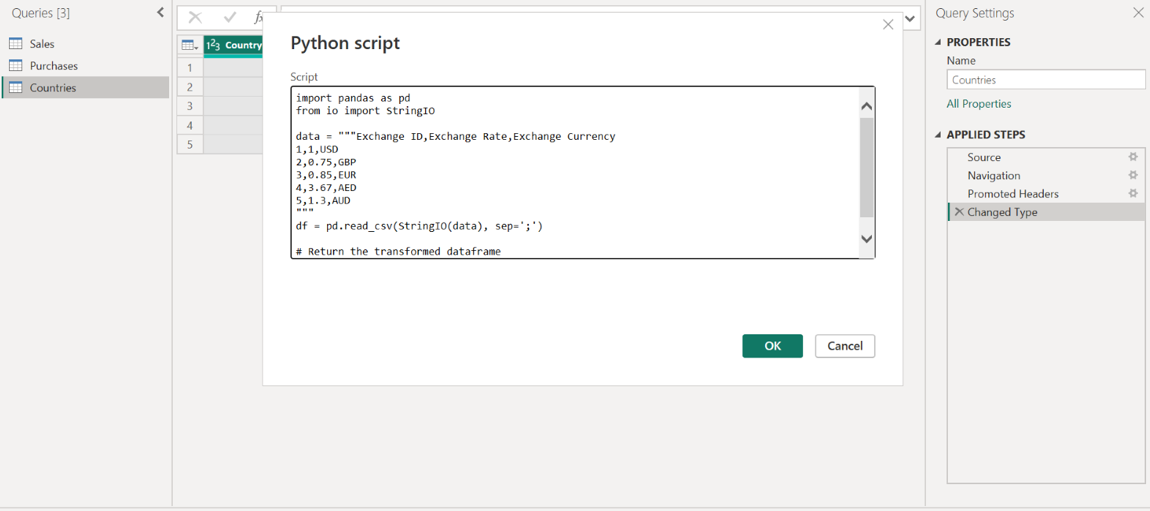 Queries [3]
Sales
Purchases
Countries
fx
1²3 Country
1
2
3
4
5
Python script
Script
import pandas as pd
from io import StringIO
data = """Exchange ID,Exchange Rate,Exchange Currency
1,1,USD
2,0.75,GBP
3,0.85,EUR
4,3.67,AED
5,1.3,AUD
"""
df = pd.read_csv(StringIO(data), sep=';')
# Return the transformed dataframe
OK
Cancel
Query Settings
PROPERTIES
Name
Countries
All Properties
APPLIED STEPS
Source
Navigation
Promoted Headers
Changed Type